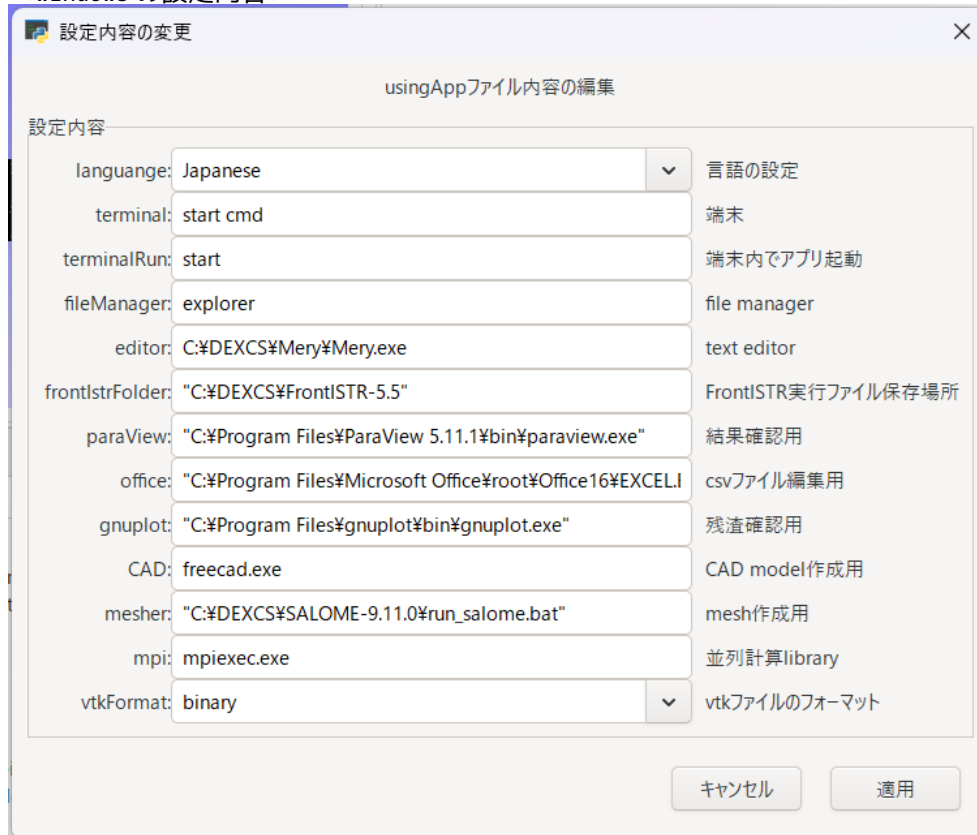 の設定内容
設定内容の変更
usingAppファイル内容の編集
設定内容
languange: Japanese 言語の設定
terminal: start cmd 端末
terminalRun: start 端末内でアプリ起動
fileManager: explorer file manager
editor: C:¥DEXCS¥Mery¥Mery.exe text editor
frontIstrFolder: "C:¥DEXCS¥FrontISTR-5.5" FrontISTR実行ファイル保存場所
paraView: "C:¥Program Files¥ParaView 5.11.1¥bin¥paraview.exe" 結果確認用
office: "C:¥Program Files¥Microsoft Office¥root¥Office16¥EXCEL. csvファイル編集用
gnuplot: "C:¥Program Files¥gnuplot¥bin¥gnuplot.exe" 残渣確認用
CAD: freecad.exe CAD model作成用
mesher: "C:¥DEXCS¥SALOME-9.11.0¥run_salome.bat" mesh作成用
mpi: mpiexec.exe 並列計算library
vtkFormat: binary vtkファイルのフォーマット
キャンセル 適用